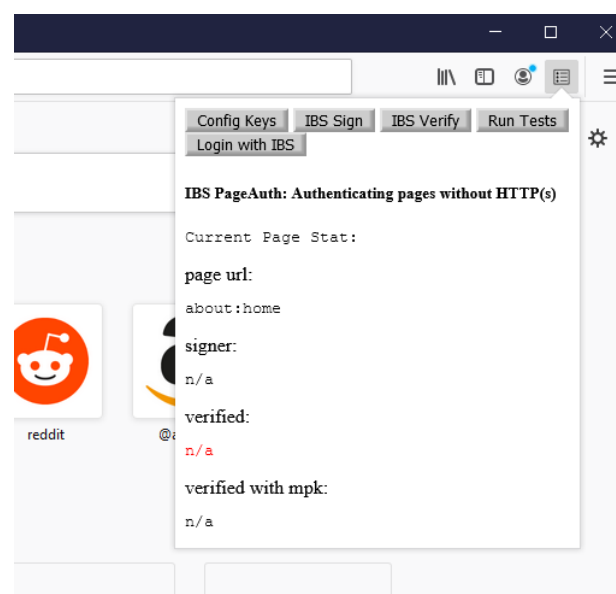 Config Keys IBS Sign IBS Verify Run Tests
Login with IBS
IBS PageAuth: Authenticating pages without HTTP(s)
Current Page Stat:
page url:
about:home
signer:
n/a
verified:
n/a
verified with mpk:
n/a
reddit